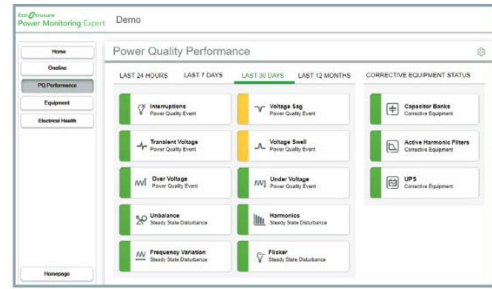 EcoStruxure
Power Monitoring Expert
Demo
Home
Oneline
PQ Performance
Equipment
Electrical Health
Homepage
Power Quality Performance
LAST 24 HOURS
LAST 7 DAYS
LAST 30 DAYS
LAST 12 MONTHS
CORRECTIVE EQUIPMENT STATUS
Interruptions
Power Quality Event
Voltage Sag
Power Quality Event
Capacitor Banks
Corrective Equipment
Transient Voltage
Power Quality Event
Voltage Swell
Power Quality Event
Active Harmonic Filters
Corrective Equipment
Over Voltage
Power Quality Event
Under Voltage
Power Quality Event
UPS
Corrective Equipment
Unbalance
Steady State Disturbance
Harmonics
Steady State Disturbance
Frequency Variation
Steady State Disturbance
Flicker
Steady State Disturbance